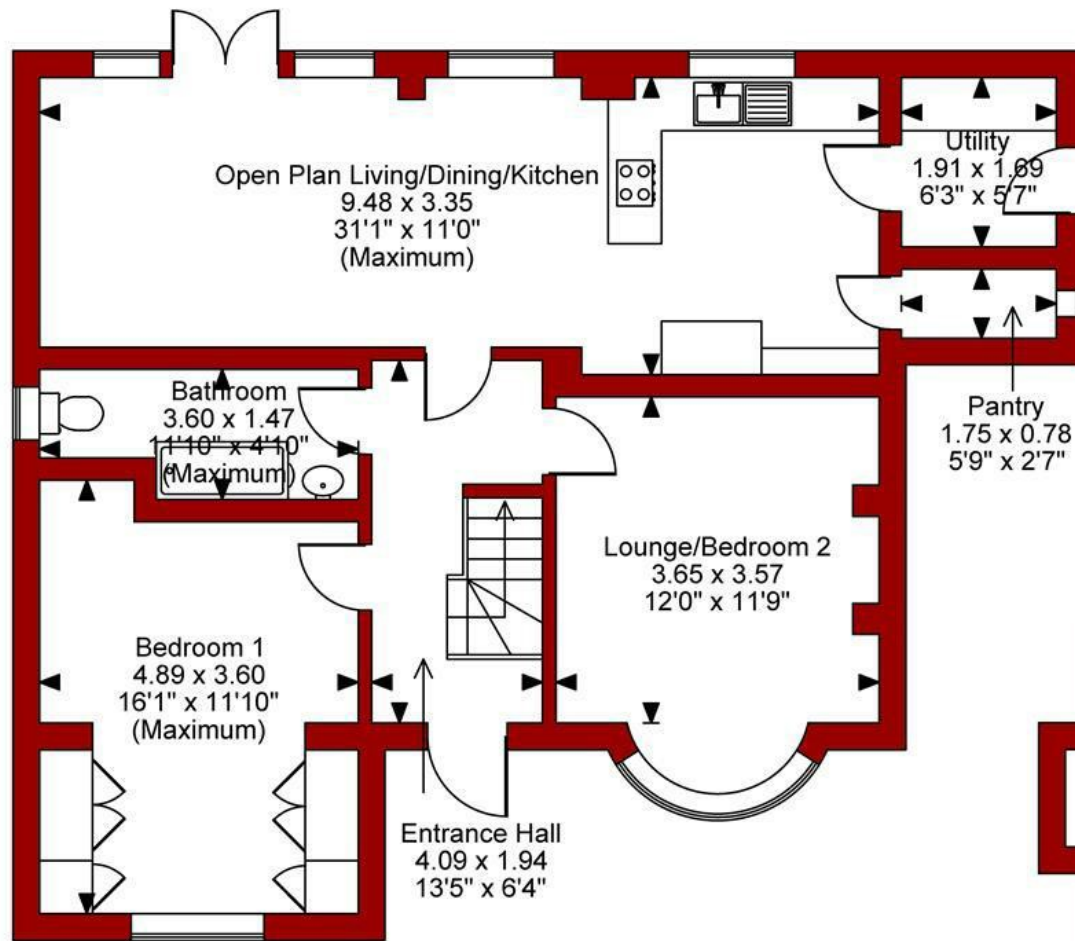 Open Plan Living/Dining/Kitchen
9.48 x 3.35
31'1" x 11'0"
(Maximum)
Utility
1.91 x 1.69
6'3" x 5'7"
Bathroom
3.60 x 1.47
11'10" x 4'10"
(Maximum)
Pantry
1.75 x 0.78
5'9" x 2'7"
Lounge/Bedroom 2
3.65 x 3.57
12'0" x 11'9"
Bedroom 1
4.89 x 3.60
16'1" x 11'10"
(Maximum)
Entrance Hall
4.09 x 1.94
13'5" x 6'4"